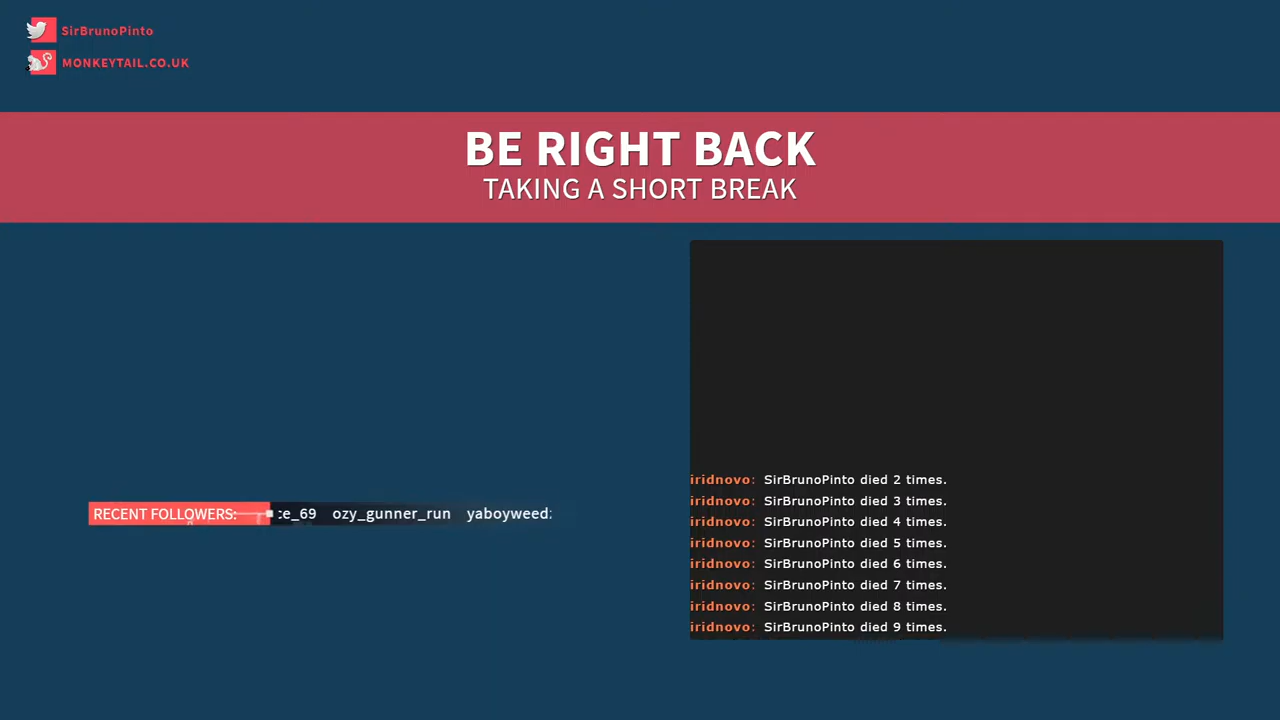 SirBrunoPinto
MONKEYTAIL.CO.UK
BE RIGHT BACK
TAKING A SHORT BREAK
RECENT FOLLOWERS: ce_69 ozy_gunner_run yaboyweed
iridnovo: SirBrunoPinto died 2 times.
iridnovo: SirBrunoPinto died 3 times.
iridnovo: SirBrunoPinto died 4 times.
iridnovo: SirBrunoPinto died 5 times.
iridnovo: SirBrunoPinto died 6 times.
iridnovo: SirBrunoPinto died 7 times.
iridnovo: SirBrunoPinto died 8 times.
iridnovo: SirBrunoPinto died 9 times.